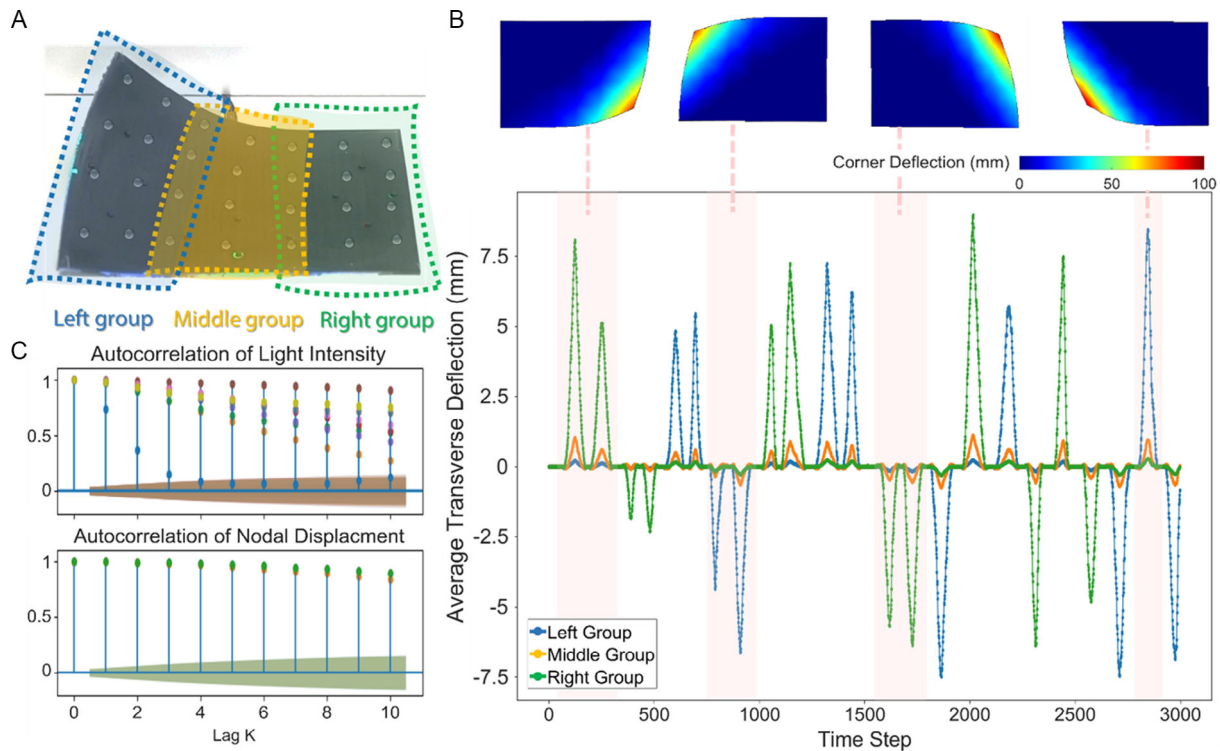 A
Left group Middle group Right group
B
Corner Deflection (mm)
0 50 100
Average Transverse Deflection (mm)
7.5
5
2.5
0
-2.5
-5
-7.5
Left Group
Middle Group
Right Group
0 500 1000 1500 2000 2500 3000
Time Step
C
Autocorrelation of Light Intensity
1
0.5
0
Autocorrelation of Nodal Displacment
1
0.5
0
0 2 4 6 8 10
Lag K